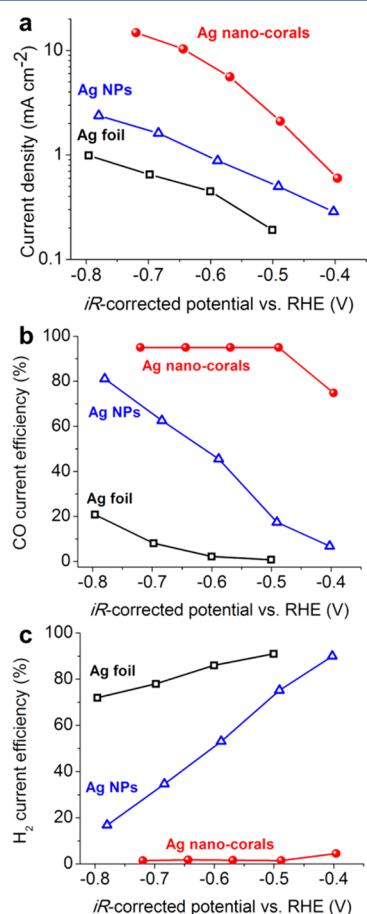 a
Current density (mA cm-2)
10
1
0.1
Ag nano-corals
Ag NPs
Ag foil
-0.8 -0.7 -0.6 -0.5 -0.4
iR-corrected potential vs. RHE (V)
b
CO current efficiency (%)
100
80
60
40
20
0
Ag nano-corals
Ag NPs
Ag foil
-0.8 -0.7 -0.6 -0.5 -0.4
iR-corrected potential vs. RHE (V)
c
H2 current efficiency (%)
100
80
60
40
20
0
Ag foil
Ag NPs
Ag nano-corals
-0.8 -0.7 -0.6 -0.5 -0.4
iR-corrected potential vs. RHE (V)